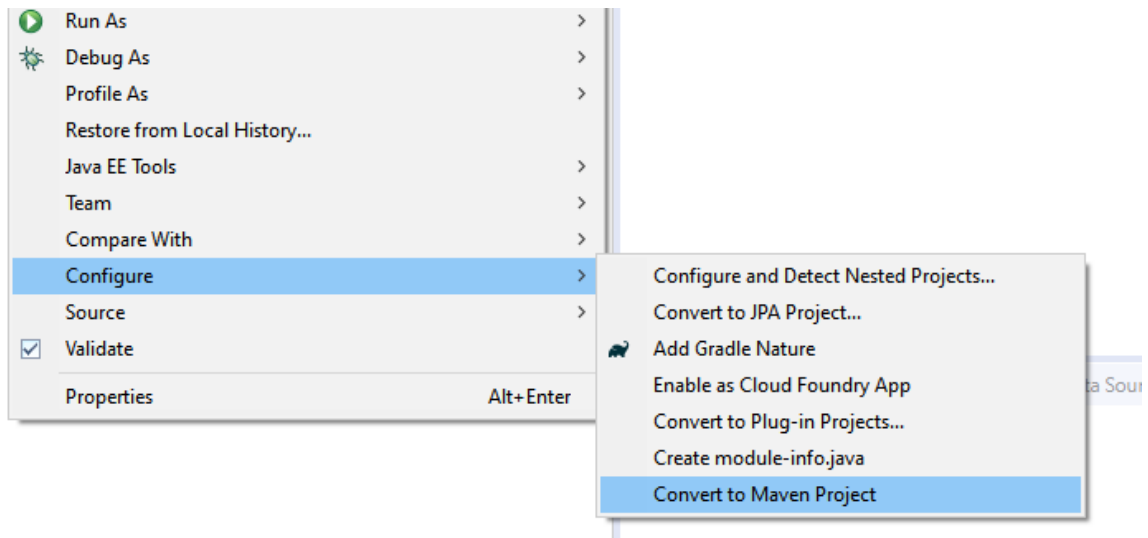 Run As
Debug As
Profile As
Restore from Local History...
Java EE Tools
Team
Compare With
Configure
Source
Validate
Properties Alt+Enter
Configure and Detect Nested Projects...
Convert to JPA Project...
Add Gradle Nature
Enable as Cloud Foundry App
Convert to Plug-in Projects...
Create module-info.java
Convert to Maven Project